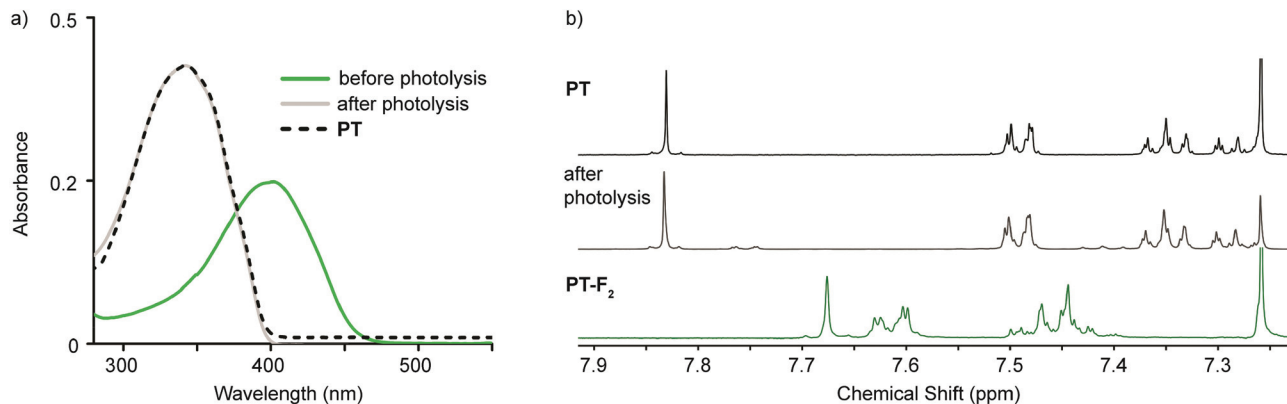 a)
0.5
0.2
0
Absorbance
300
400
500
Wavelength (nm)
before photolysis
after photolysis
PT
b)
PT
after
photolysis
PT-F₂
7.9
7.8
7.7
7.6
7.5
7.4
7.3
Chemical Shift (ppm)